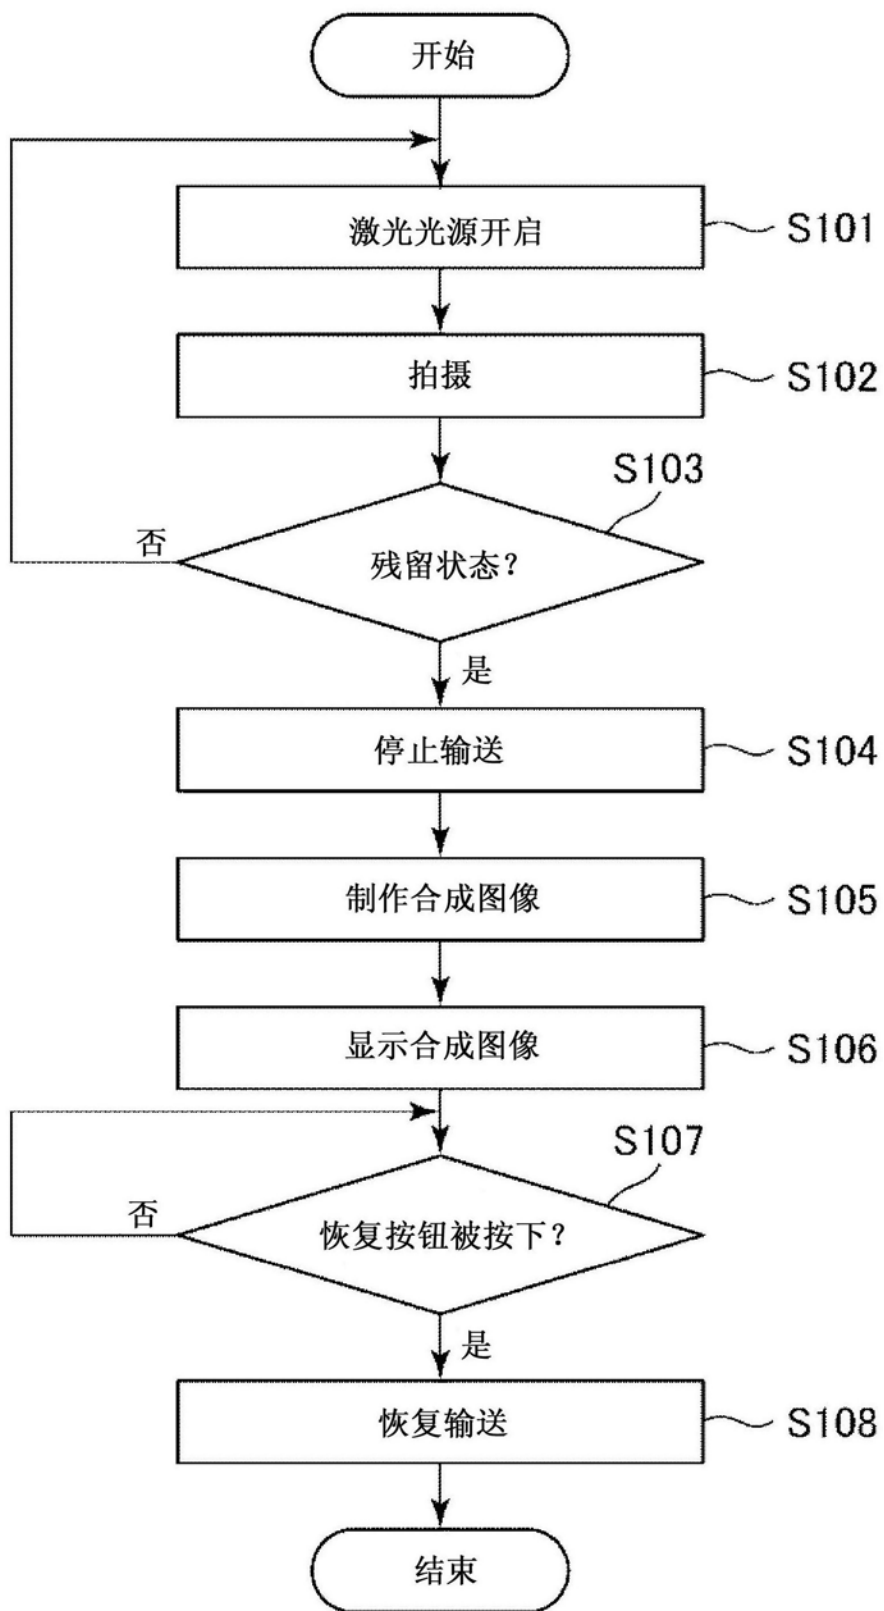 开始
激光光源开启
S101
拍摄
S102
S103
否
残留状态?
是
停止输送
S104
制作合成图像
S105
显示合成图像
S106
S107
否
恢复按钮被按下?
是
恢复输送
S108
结束